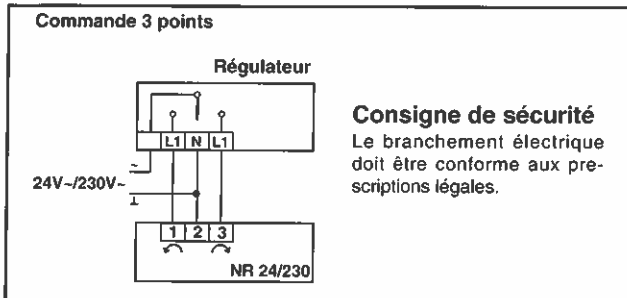 Commande 3 points
Régulateur
L1 N L1
Consigne de sécurité
Le branchement électrique
doit être conforme aux pre-
scriptions légales.
~
24V~/230V~
⊥
1 2 3
NR 24/230